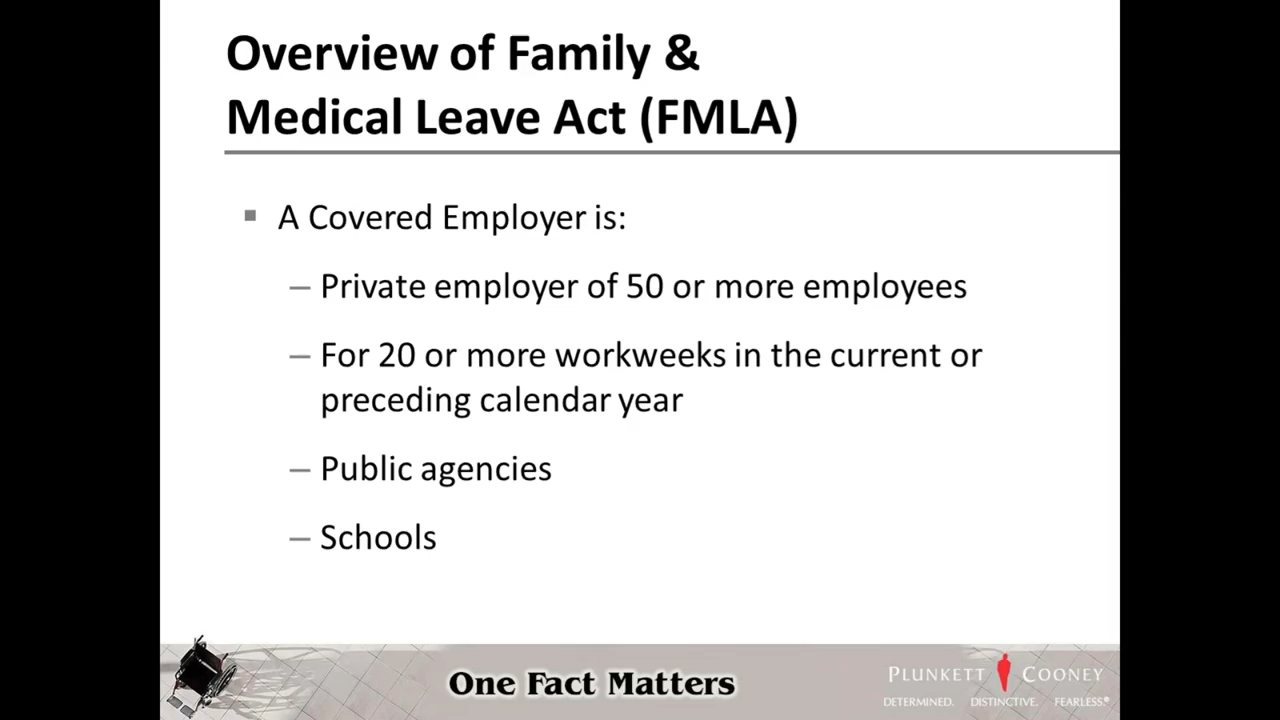 Overview of Family &
Medical Leave Act (FMLA)
▪ A Covered Employer is:
– Private employer of 50 or more employees
– For 20 or more workweeks in the current or
preceding calendar year
– Public agencies
– Schools
One Fact Matters
PLUNKETT COONEY
DETERMINED. DISTINCTIVE. FEARLESS.®